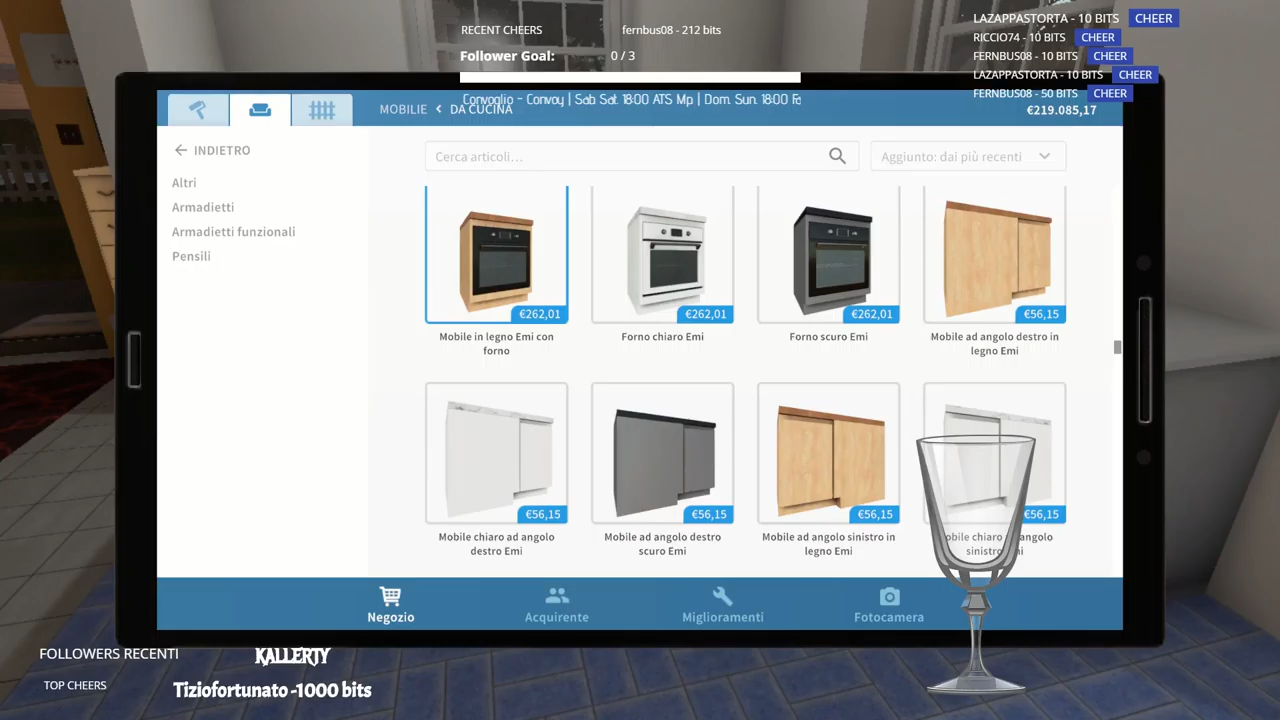 RECENT CHEERS
fernbus08 - 212 bits
Follower Goal:
0 / 3
LAZAPPASTORTA - 10 BITS CHEER
RICCIO74 - 10 BITS CHEER
FERNBUS08 - 10 BITS CHEER
LAZAPPASTORTA - 10 BITS CHEER
FERNBUS08 - 50 BITS CHEER
Convoglio - Convoy | Sab Sat. 18:00 ATS Mp | Dom. Sun. 18:00
MOBILIE < DA CUCINA
€219.085,17
INDIETRO
Altri
Armadietti
Armadietti funzionali
Pensili
Cerca articoli...
Aggiunto: dai più recenti
€262,01
€262,01
€262,01
€56,15
Mobile in legno Emi con
forno
Forno chiaro Emi
Forno scuro Emi
Mobile ad angolo destro in
legno Emi
€56,15
€56,15
€56,15
€56,15
Mobile chiaro ad angolo
destro Emi
Mobile ad angolo destro
scuro Emi
Mobile ad angolo sinistro in
legno Emi
Mobile chiaro angolo
sinistro
Negozio
Acquirente
Miglioramenti
Fotocamera
FOLLOWERS RECENTI
KALLERTY
TOP CHEERS
Tiziofortunato -1000 bits